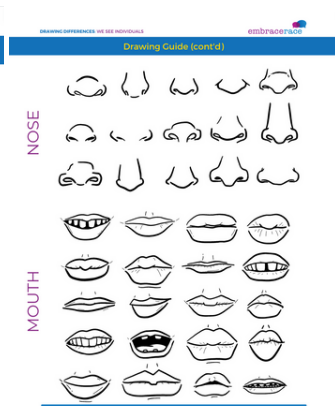 DRAWING DIFFERENCES: WE SEE INDIVIDUALS
embracerace
Drawing Guide (cont'd)
NOSE
MOUTH